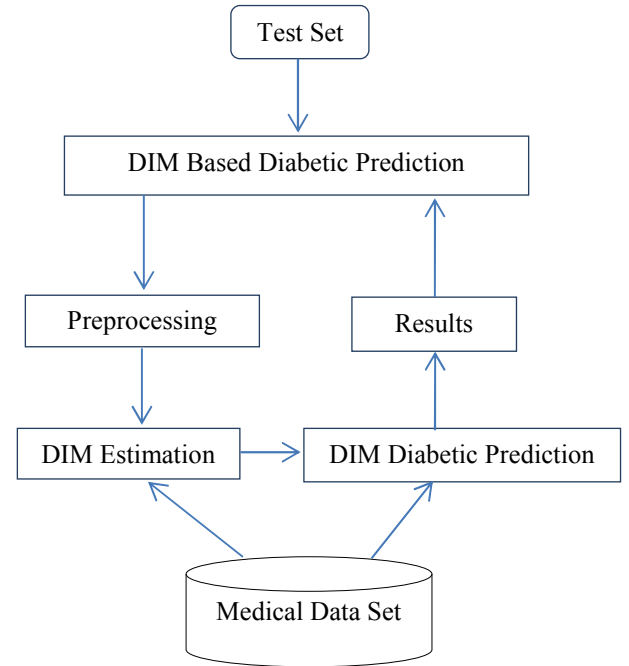 Test Set
DIM Based Diabetic Prediction
Preprocessing
Results
DIM Estimation
DIM Diabetic Prediction
Medical Data Set